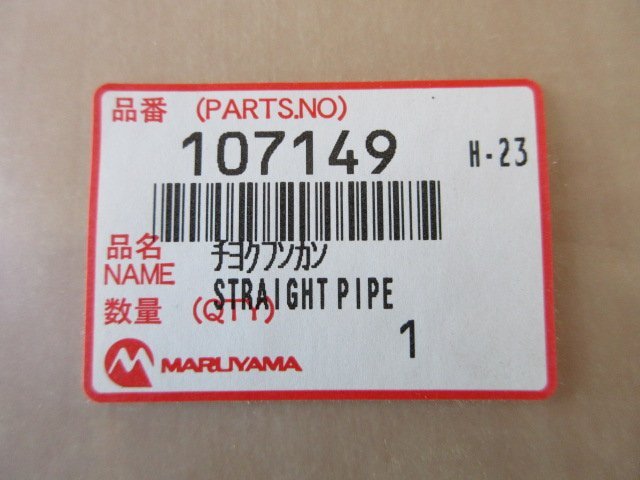 品番 (PARTS.NO)
107149 H-23
品名 チヨクフンカン
NAME STRAIGHT PIPE
数量 (QTY) 1
MARUYAMA